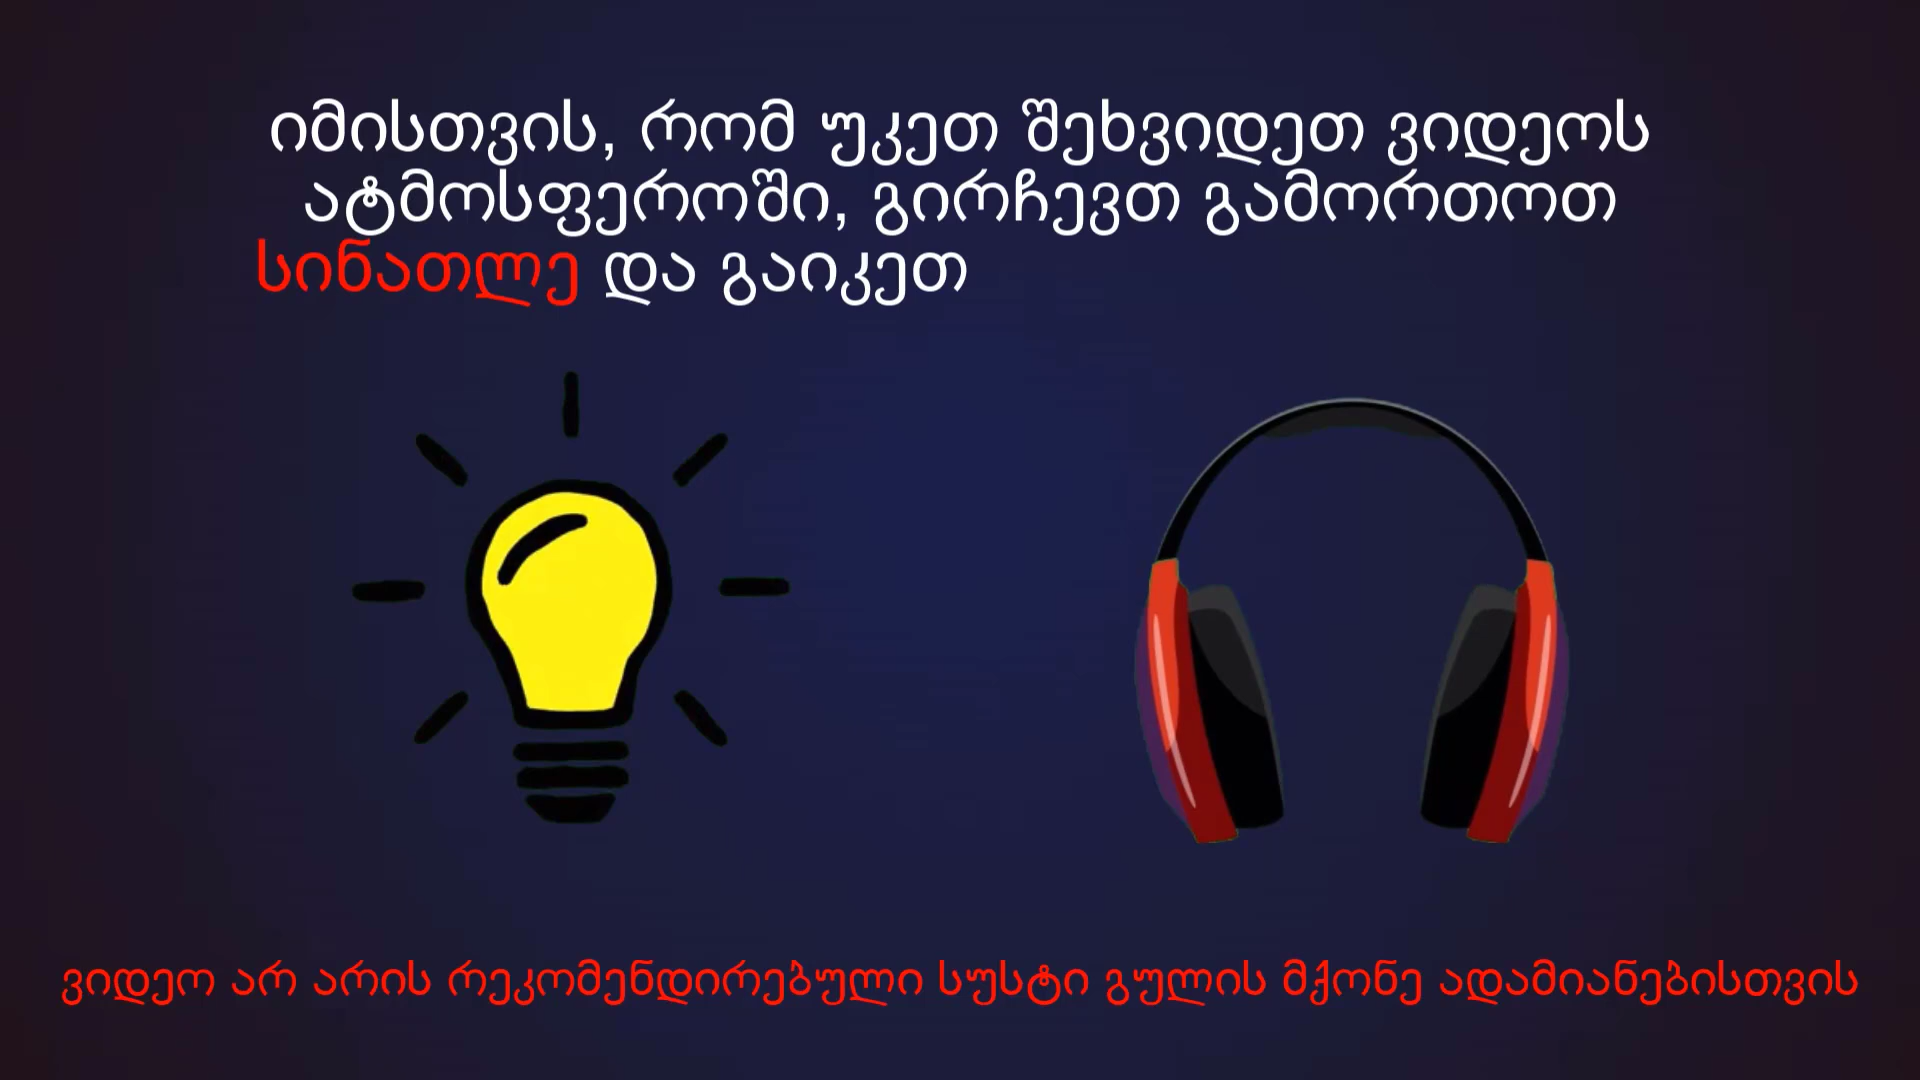 იმისთვის, რომ უკეთ შეხვიდეთ ვიდეოს
ატმოსფეროში, გირჩევთ გამორთოთ
სინათლე და გაიკეთ
ვიდეო არ არის რეკომენდირებული სუსტი გულის მქონე ადამიანებისთვის